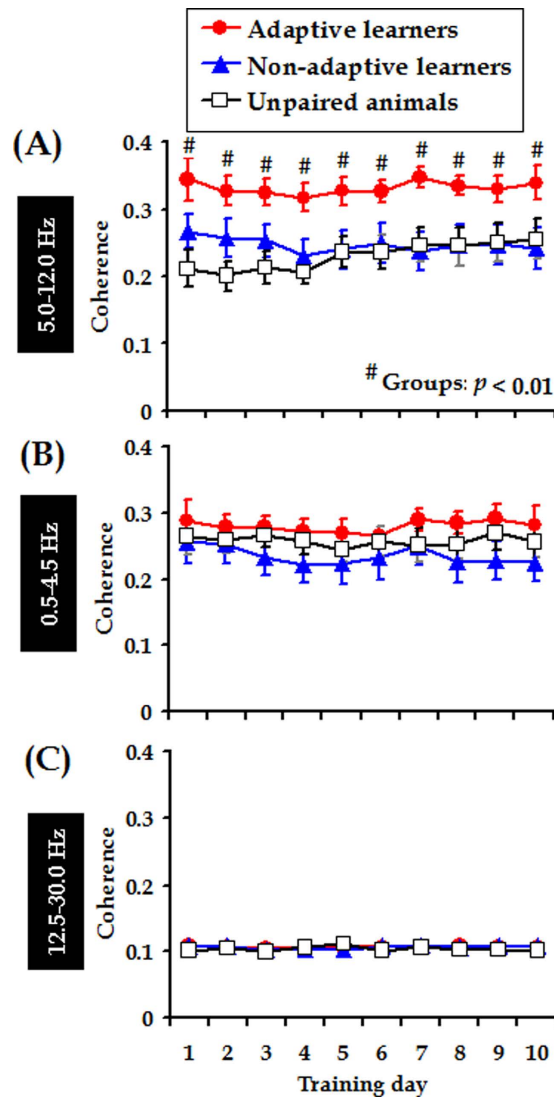 Adaptive learners
Non-adaptive learners
Unpaired animals
(A)
5.0-12.0 Hz
Coherence
0.4
0.3
0.2
0.1
0
# # # # # # # # # #
# Groups: p < 0.01
(B)
0.5-4.5 Hz
Coherence
0.4
0.3
0.2
0.1
0
(C)
12.5-30.0 Hz
Coherence
0.4
0.3
0.2
0.1
0
1 2 3 4 5 6 7 8 9 10
Training day